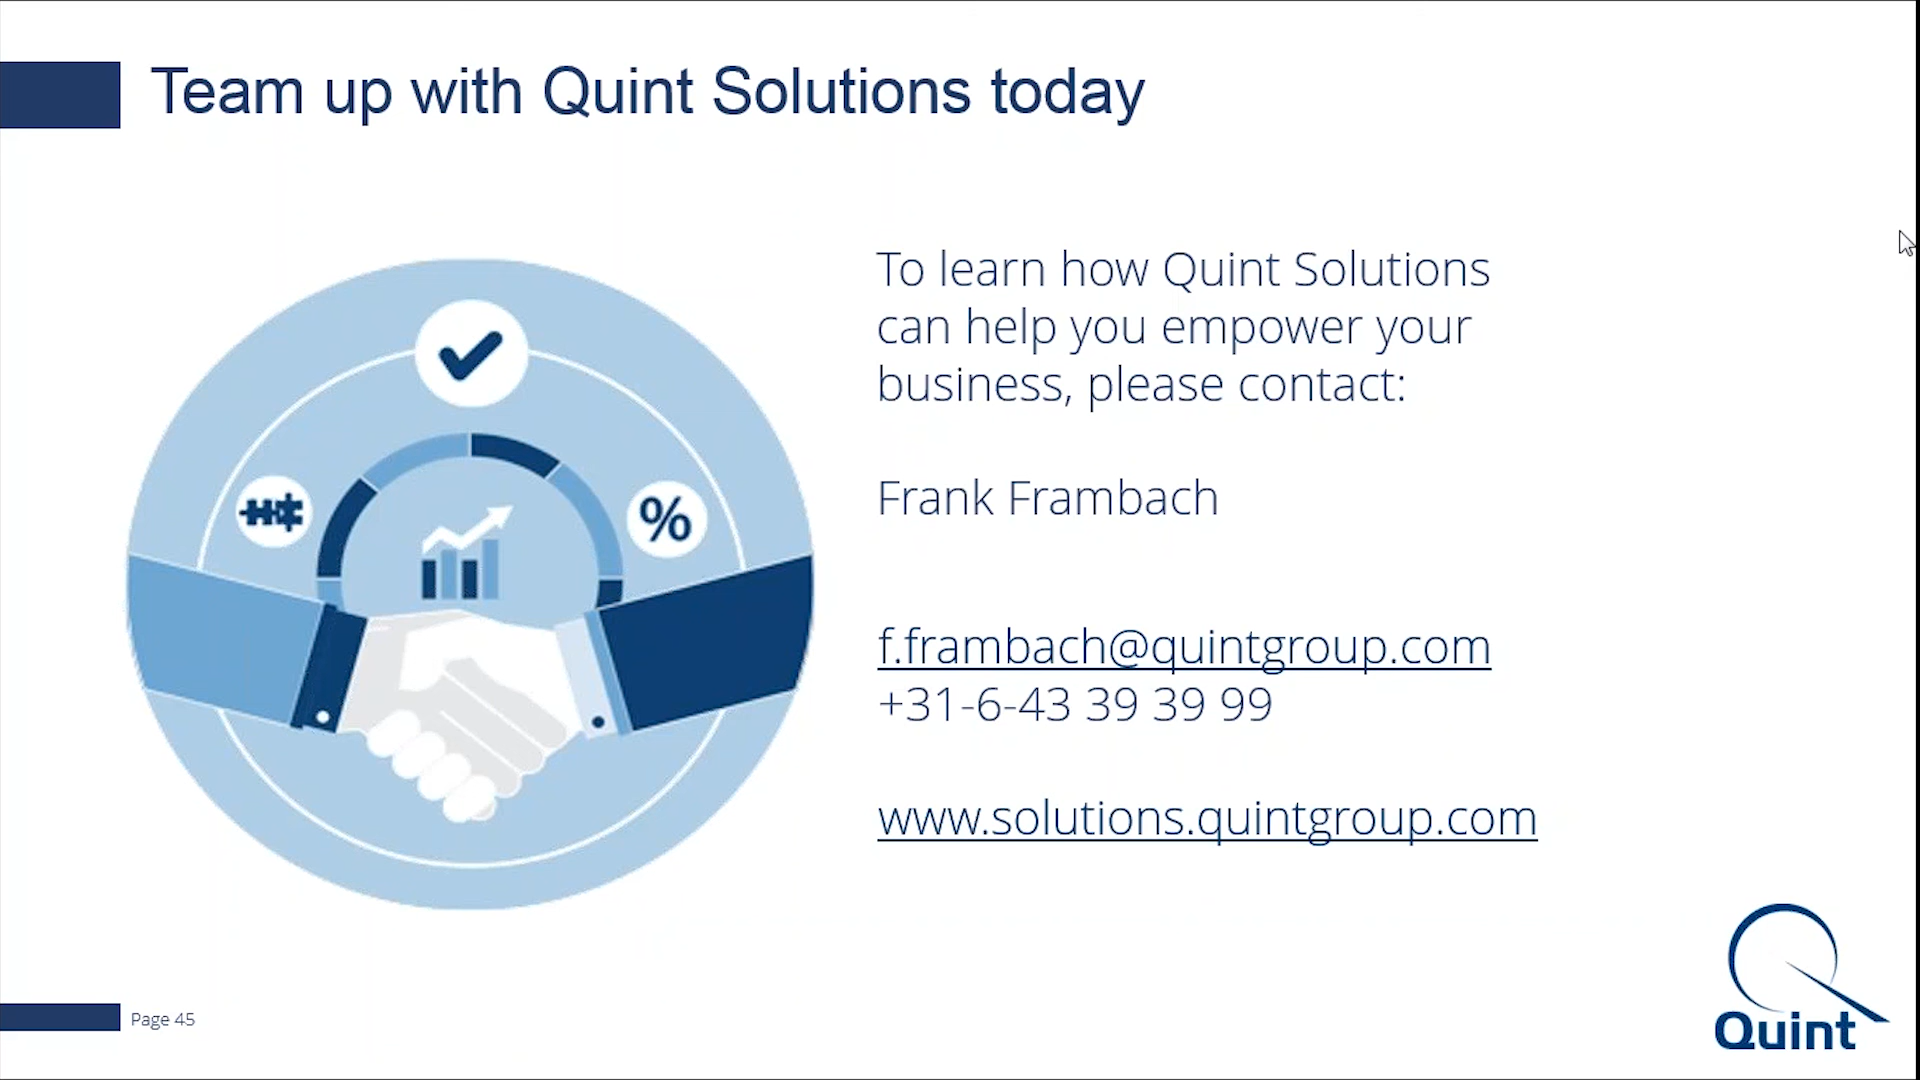 Team up with Quint Solutions today
To learn how Quint Solutions
can help you empower your
business, please contact:
Frank Frambach
f.frambach@quintgroup.com
+31-6-43 39 39 99
www.solutions.quintgroup.com
%
Page 45
Quint